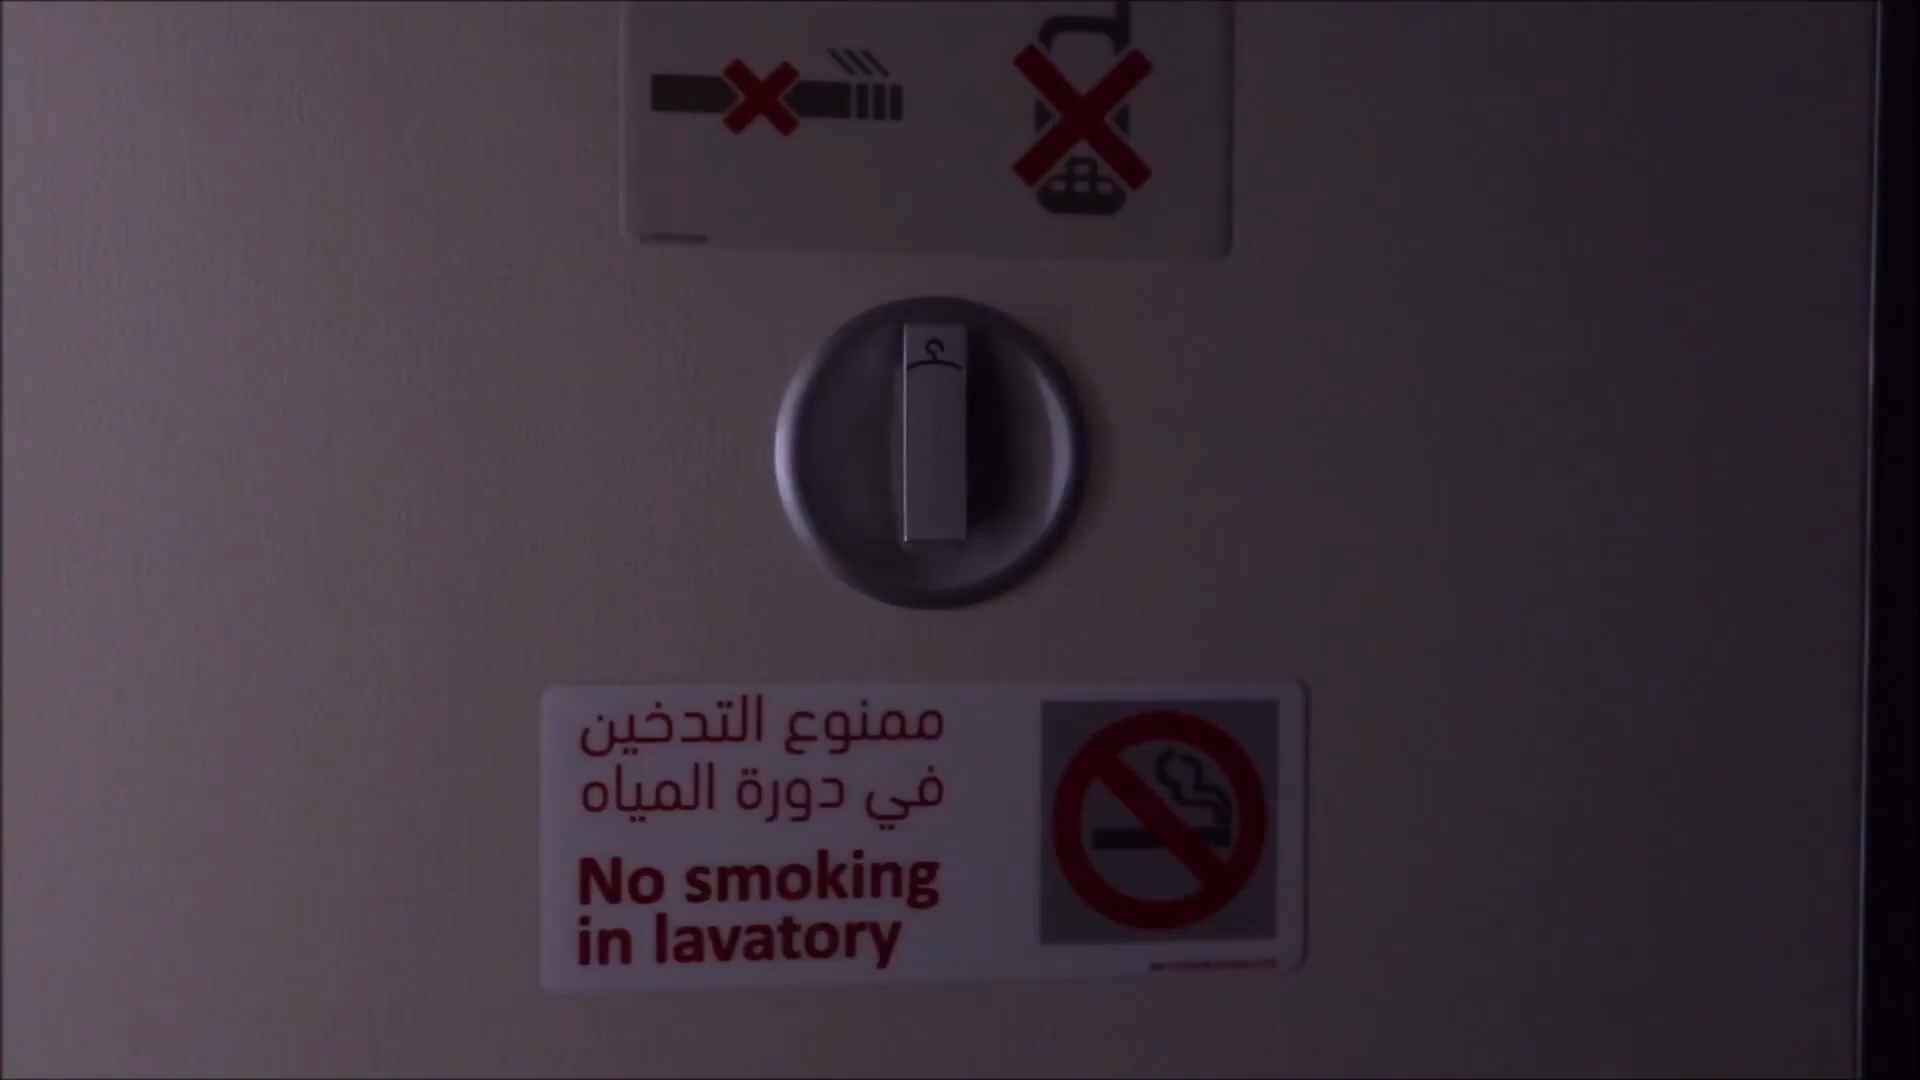 ممنوع التدخين
في دورة المياه
No smoking
in lavatory